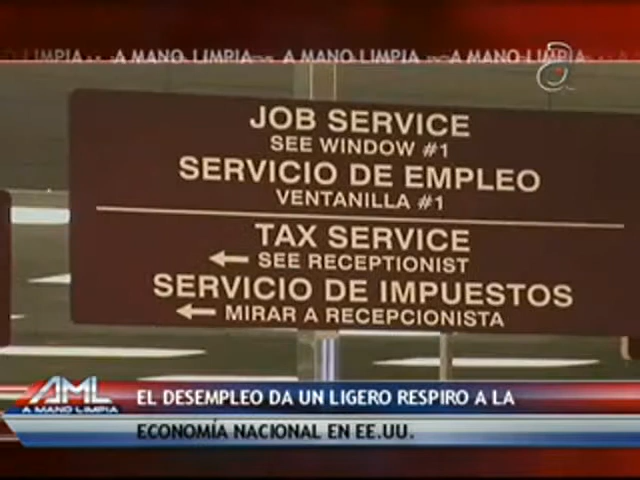 A MANO LIMPIA A MANO LIMPIA A MANO LIMPIA
JOB SERVICE
SEE WINDOW #1
SERVICIO DE EMPLEO
VENTANILLA #1
TAX SERVICE
← SEE RECEPTIONIST
SERVICIO DE IMPUESTOS
← MIRAR A RECEPCIONISTA
AML
A MANO LIMPIA
EL DESEMPLEO DA UN LIGERO RESPIRO A LA
ECONOMÍA NACIONAL EN EE.UU.